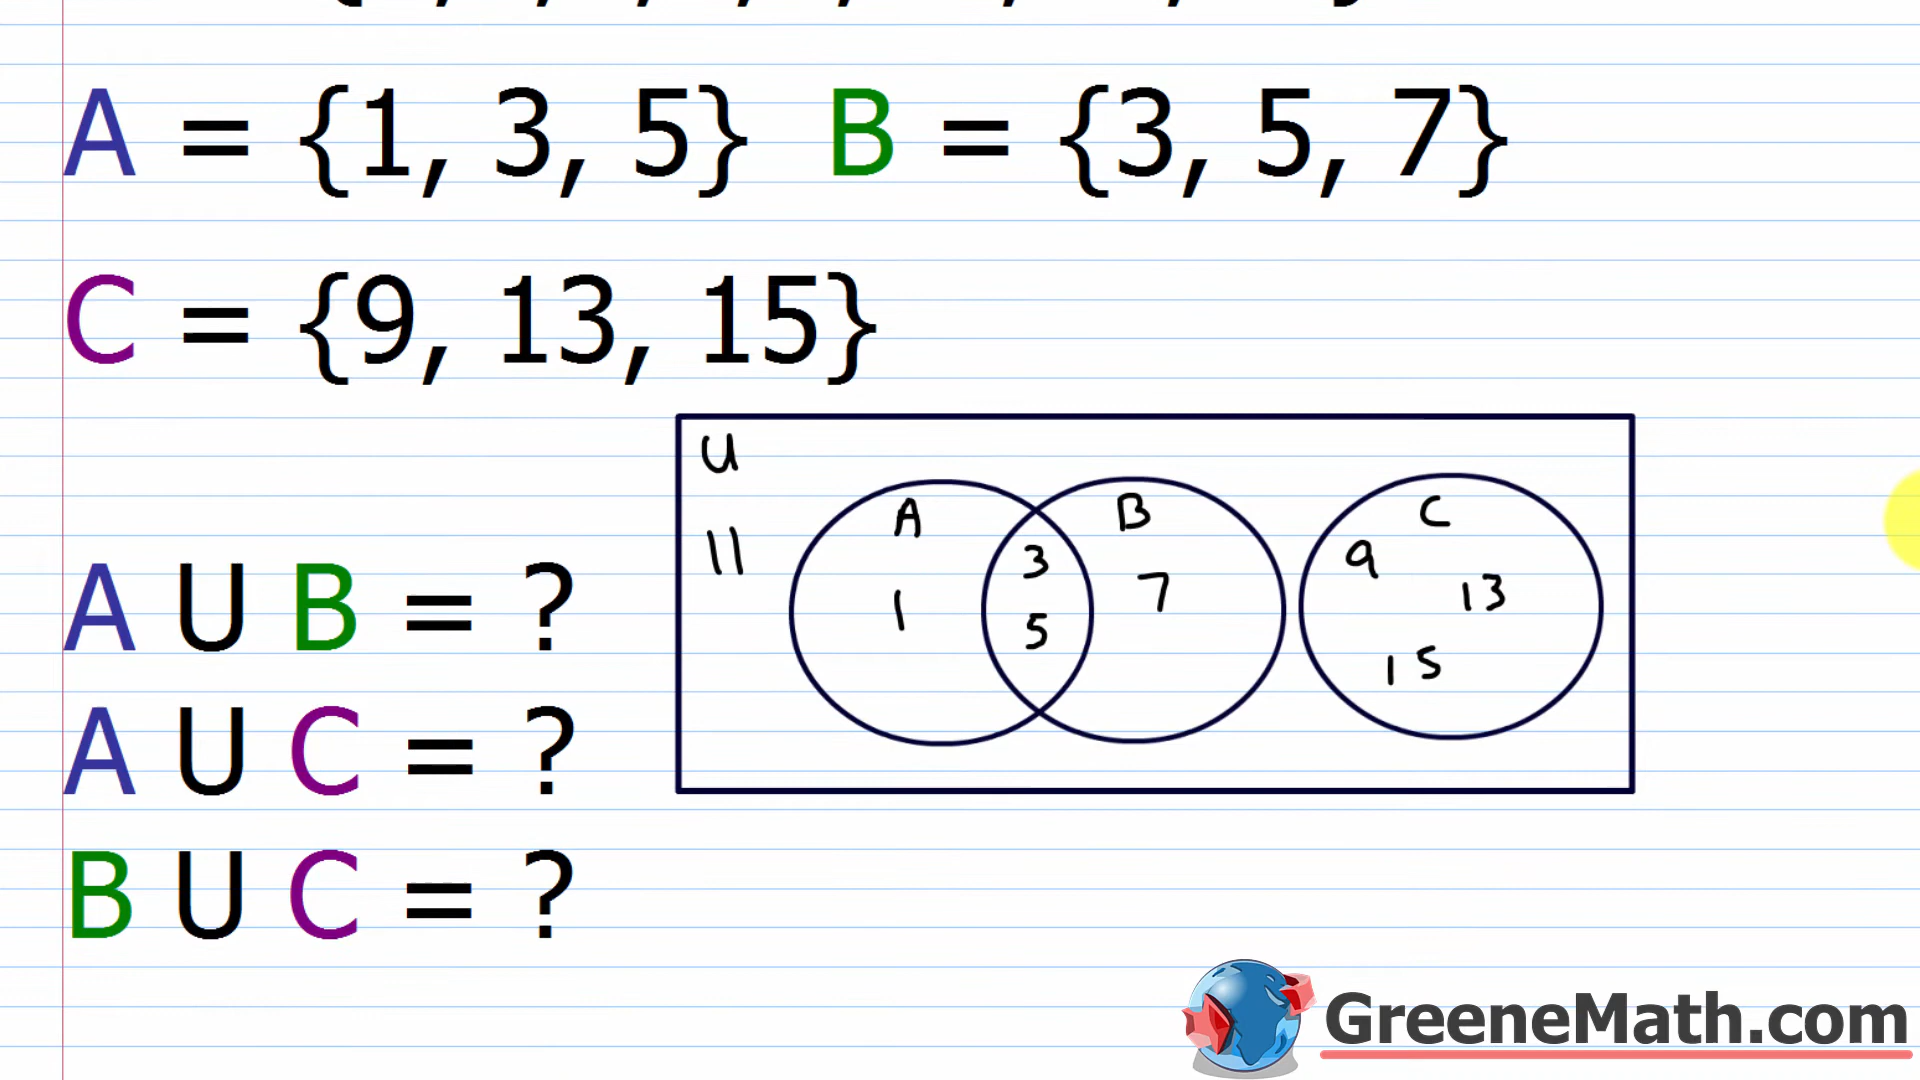 A = {1, 3, 5} B = {3, 5, 7}
C = {9, 13, 15}
U
A B C
11
1
3
5
7
9
13
15
A U B = ?
A U C = ?
B U C = ?
GreeneMath.com